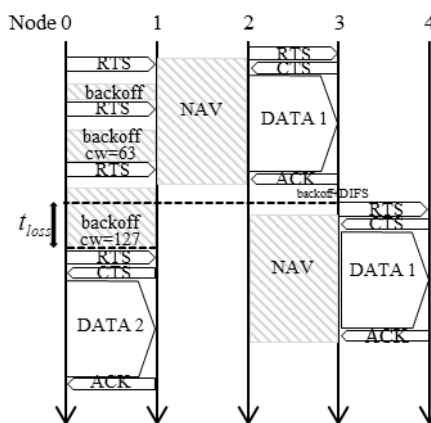 Node 0 1 2 3 4
RTS
RTS
CTS
backoff
RTS
NAV
DATA 1
backoff
cw=63
RTS
ACK
backoff+DIFS
RTS
CTS
t_loss
backoff
cw=127
RTS
CTS
NAV
DATA 1
DATA 2
ACK
ACK